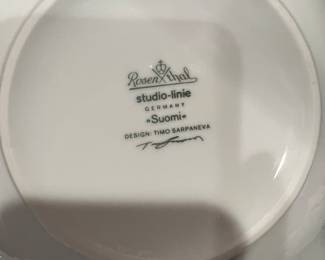 Rosenthal
studio-linie
GERMANY
»Suomi«
DESIGN: TIMO SARPANEVA